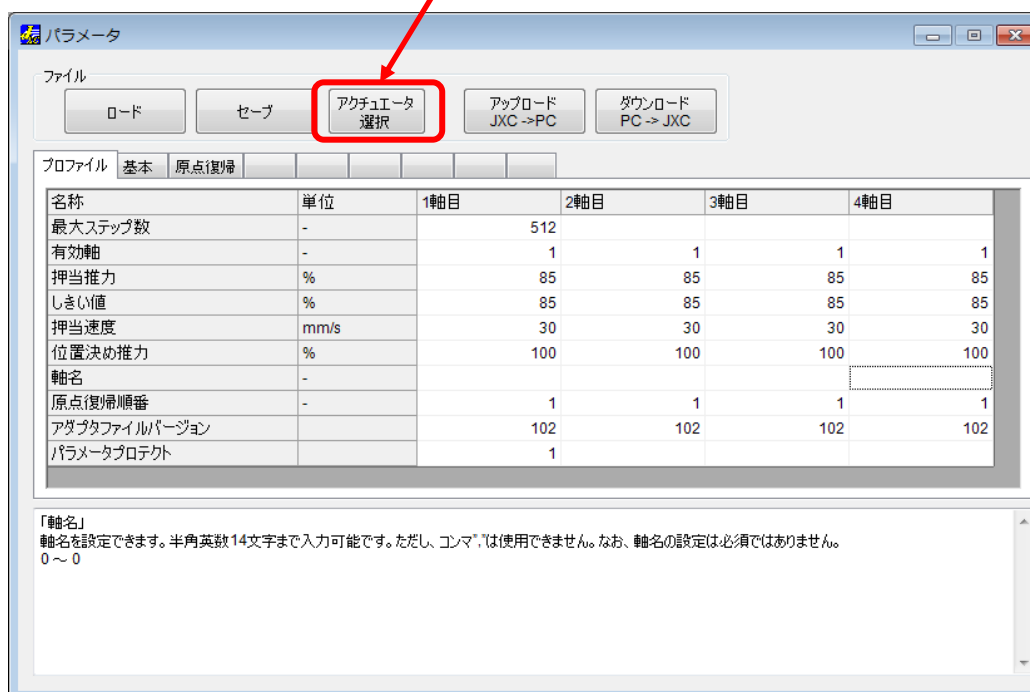 パラメータ
ファイル
ロード
セーブ
アクチュエータ
選択
アップロード
JXC ->PC
ダウンロード
PC -> JXC
プロファイル 基本 原点復帰
名称 単位 1軸目 2軸目 3軸目 4軸目
最大ステップ数 - 512
有効軸 - 1 1 1 1
押当推力 % 85 85 85 85
しきい値 % 85 85 85 85
押当速度 mm/s 30 30 30 30
位置決め推力 % 100 100 100 100
軸名 -
原点復帰順番 - 1 1 1 1
アダプタファイルバージョン 102 102 102 102
パラメータプロテクト 1
「軸名」
軸名を設定できます。半角英数14文字まで入力可能です。ただし、コンマ","は使用できません。なお、軸名の設定は必須ではありません。
0 ～ 0